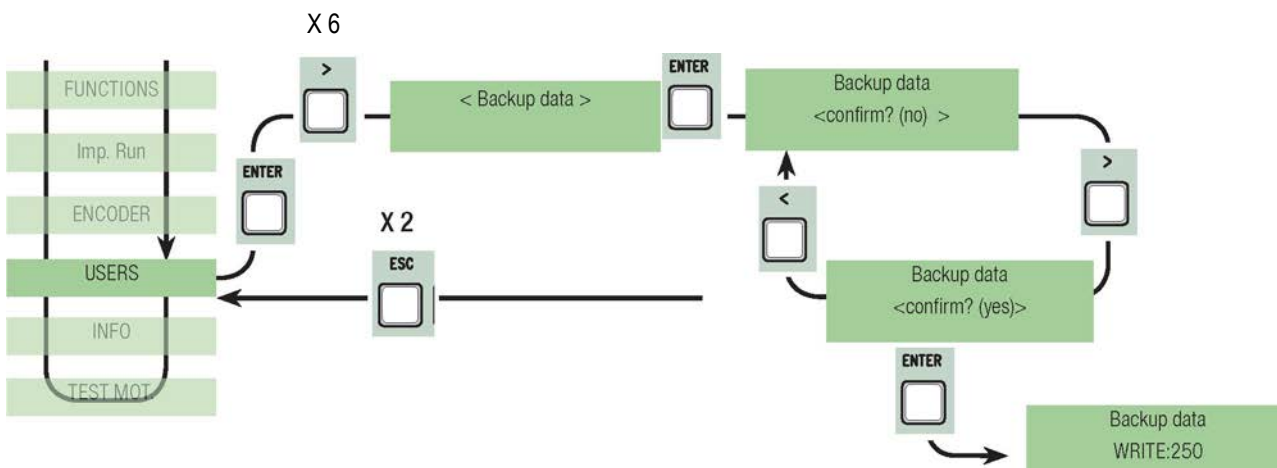 X 6
>
ENTER
FUNCTIONS
< Backup data >
Backup data
<confirm? (no) >
Imp. Run
ENTER
>
ENCODER
X 2
<
USERS
ESC
Backup data
<confirm? (yes)>
INFO
ENTER
TEST MOT.
Backup data
WRITE:250